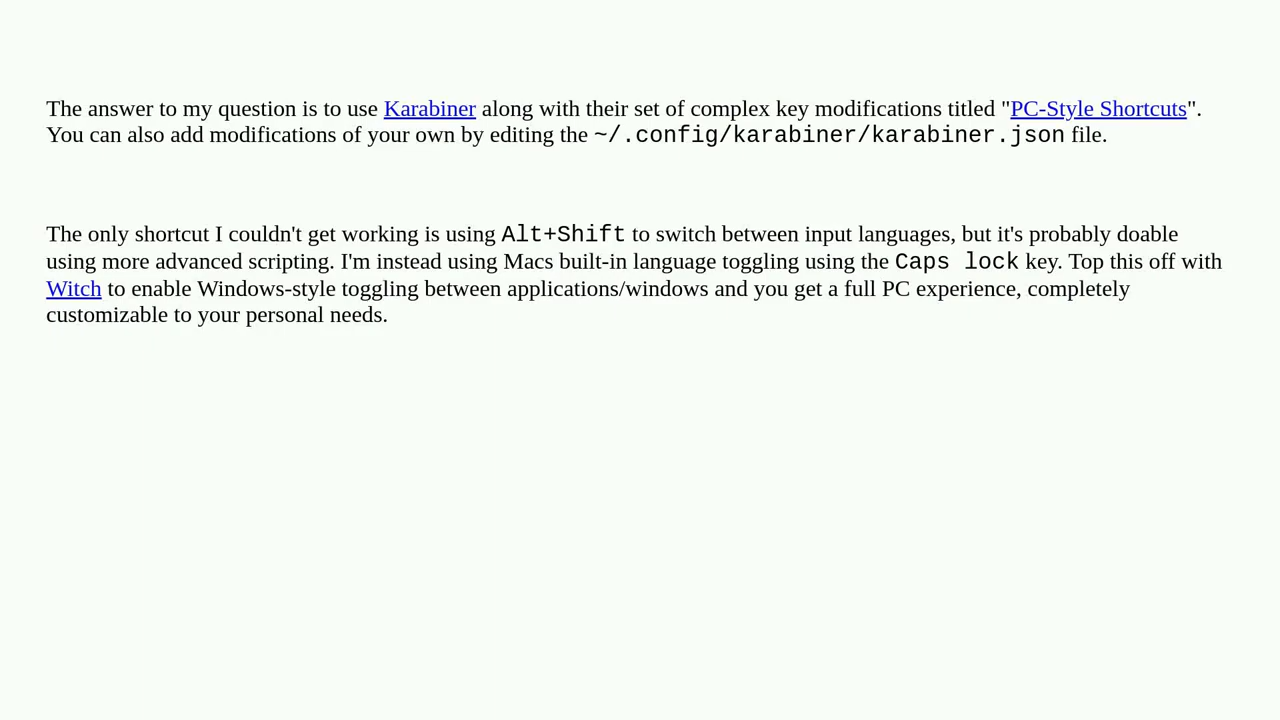 The answer to my question is to use Karabiner along with their set of complex key modifications titled "PC-Style Shortcuts".
You can also add modifications of your own by editing the ~/.config/karabiner/karabiner.json file.
The only shortcut I couldn't get working is using Alt+Shift to switch between input languages, but it's probably doable
using more advanced scripting. I'm instead using Macs built-in language toggling using the Caps lock key. Top this off with
Witch to enable Windows-style toggling between applications/windows and you get a full PC experience, completely
customizable to your personal needs.